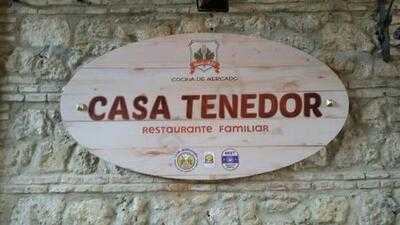 COCINA DE MERCADO
CASA TENEDOR
RESTAURANTE FAMILIAR